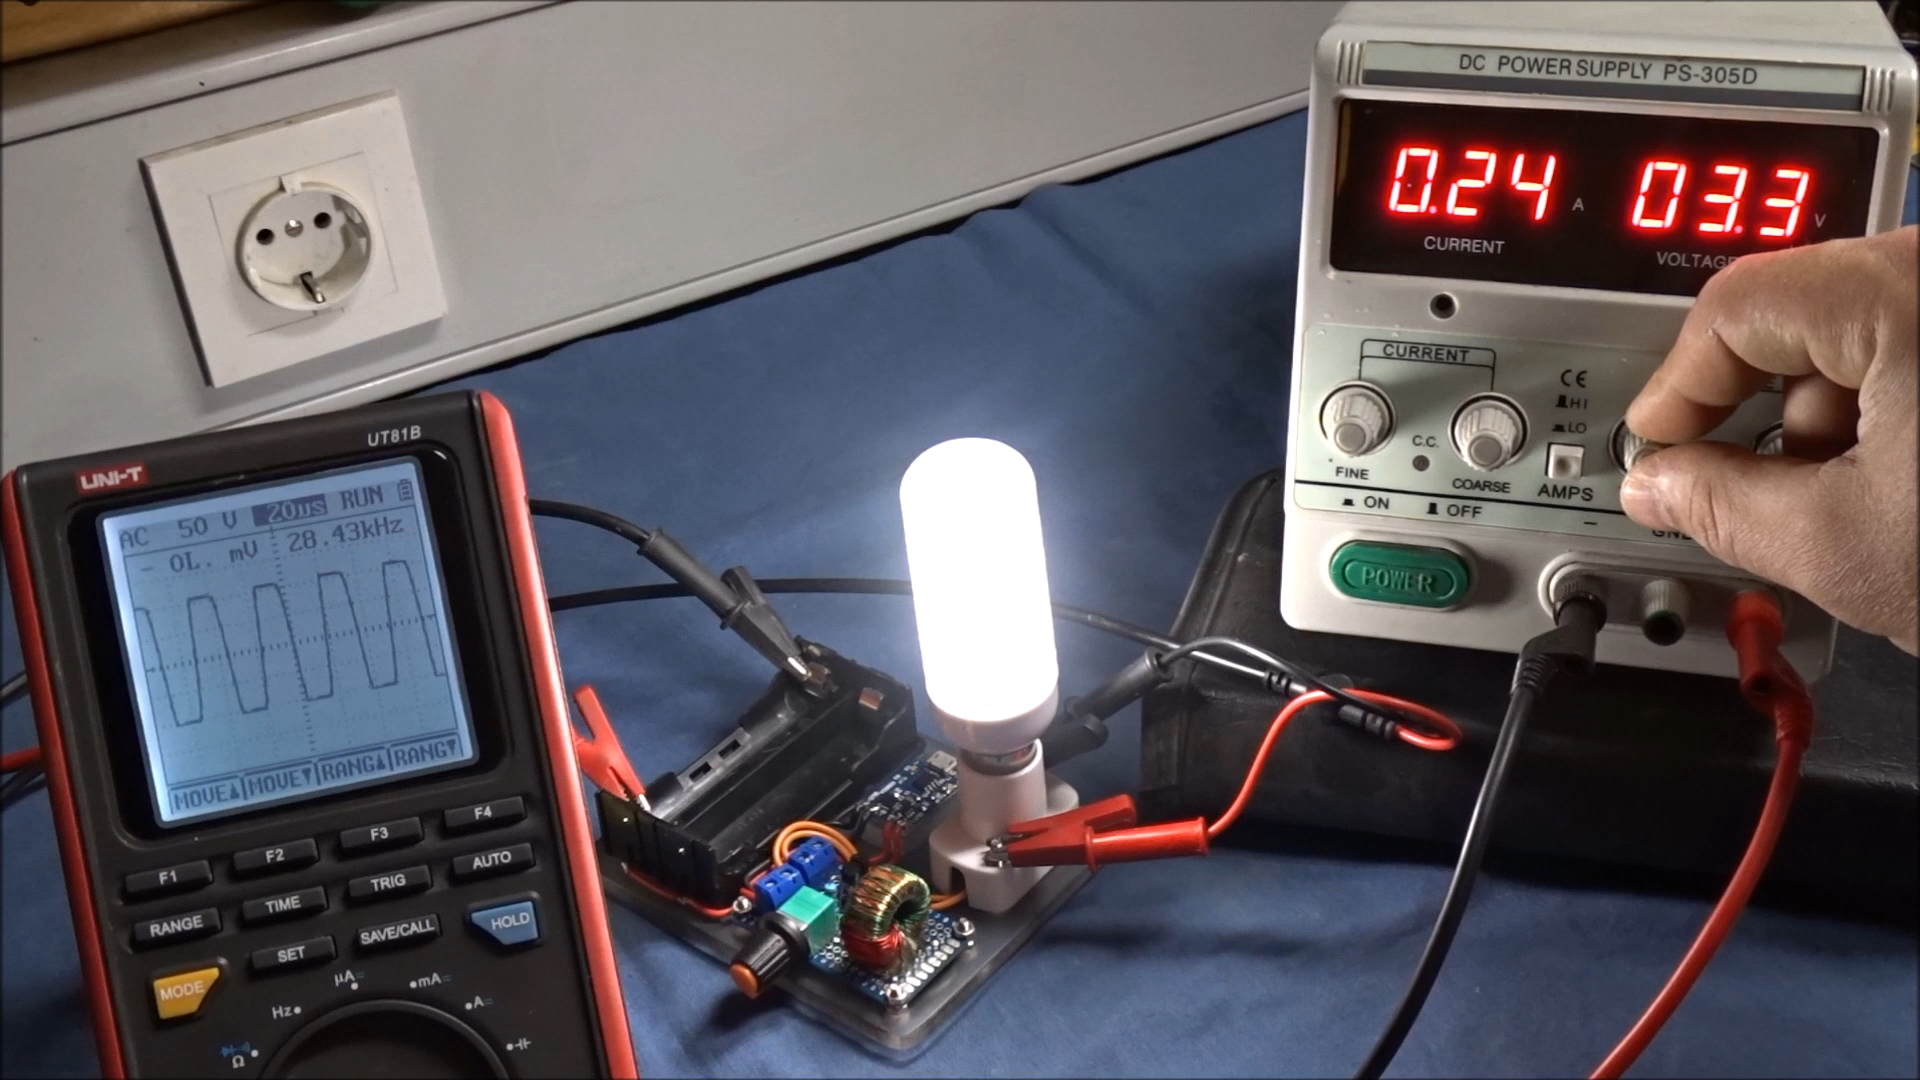 DC POWER SUPPLY PS-305D
0.24 A 03.3 V
CURRENT VOLTAGE
CURRENT
CE
HI
LO
C.C.
FINE COARSE AMPS
ON OFF
GND
POWER
UT81B
UNI-T
AC 50 V 20µs RUN
- OL. mV 28.43kHz
MOVE▲ MOVE▼ RANG▲ RANG▼
F1 F2 F3 F4
RANGE TIME TRIG AUTO
SET SAVE/CALL HOLD
MODE
Hz µA mA A
Ω